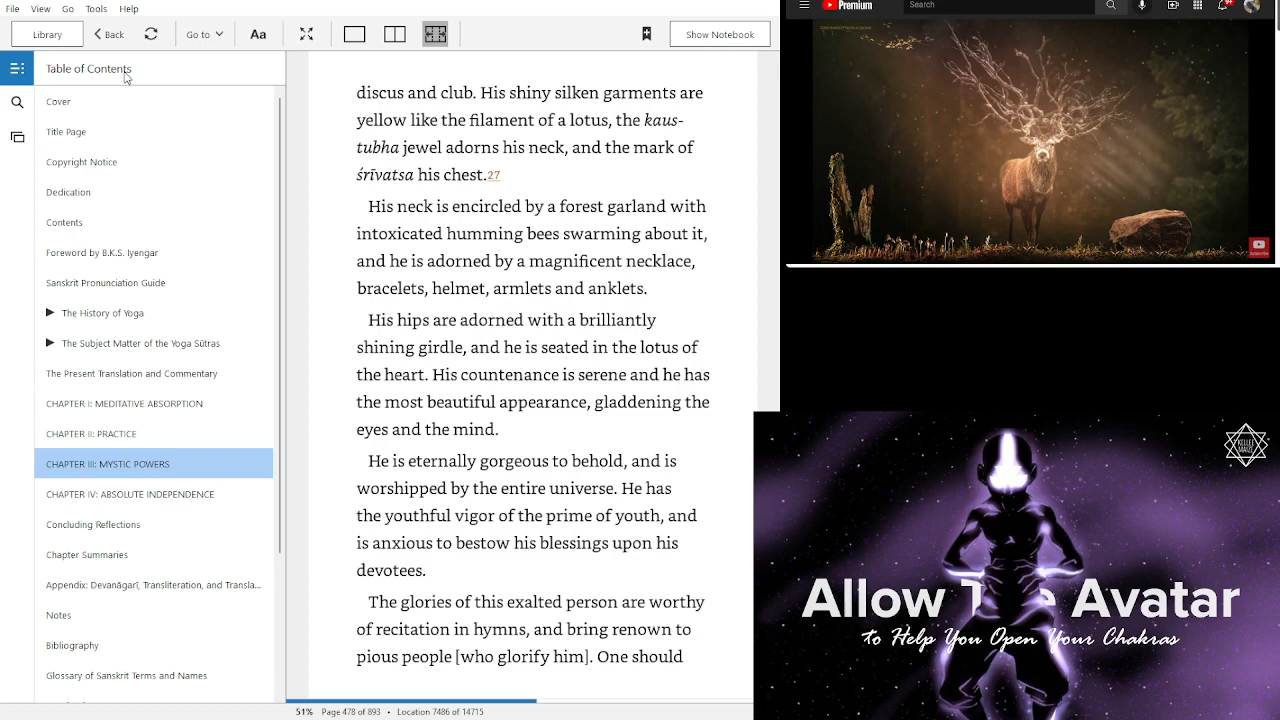 File View Go Tools Help
Library Back Go to Aa Show Notebook
Table of Contents
Cover
Title Page
Copyright Notice
Dedication
Contents
Foreword by B.K.S. Iyengar
Sanskrit Pronunciation Guide
The History of Yoga
The Subject Matter of the Yoga Sūtras
The Present Translation and Commentary
CHAPTER I: MEDITATIVE ABSORPTION
CHAPTER II: PRACTICE
CHAPTER III: MYSTIC POWERS
CHAPTER IV: ABSOLUTE INDEPENDENCE
Concluding Reflections
Chapter Summaries
Appendix: Devanāgarī, Transliteration, and Transla...
Notes
Bibliography
Glossary of Sanskrit Terms and Names
discus and club. His shiny silken garments are
yellow like the filament of a lotus, the kaus-
tubha jewel adorns his neck, and the mark of
śrīvatsa his chest.27
His neck is encircled by a forest garland with
intoxicated humming bees swarming about it,
and he is adorned by a magnificent necklace,
bracelets, helmet, armlets and anklets.
His hips are adorned with a brilliantly
shining girdle, and he is seated in the lotus of
the heart. His countenance is serene and he has
the most beautiful appearance, gladdening the
eyes and the mind.
He is eternally gorgeous to behold, and is
worshipped by the entire universe. He has
the youthful vigor of the prime of youth, and
is anxious to bestow his blessings upon his
devotees.
The glories of this exalted person are worthy
of recitation in hymns, and bring renown to
pious people [who glorify him]. One should
51% Page 478 of 893 • Location 7486 of 14715
Premium Search 9+
SUBSCRIBE
KELLEE MAIZE
Allow T e Avatar
to Help You Open Your Chakras